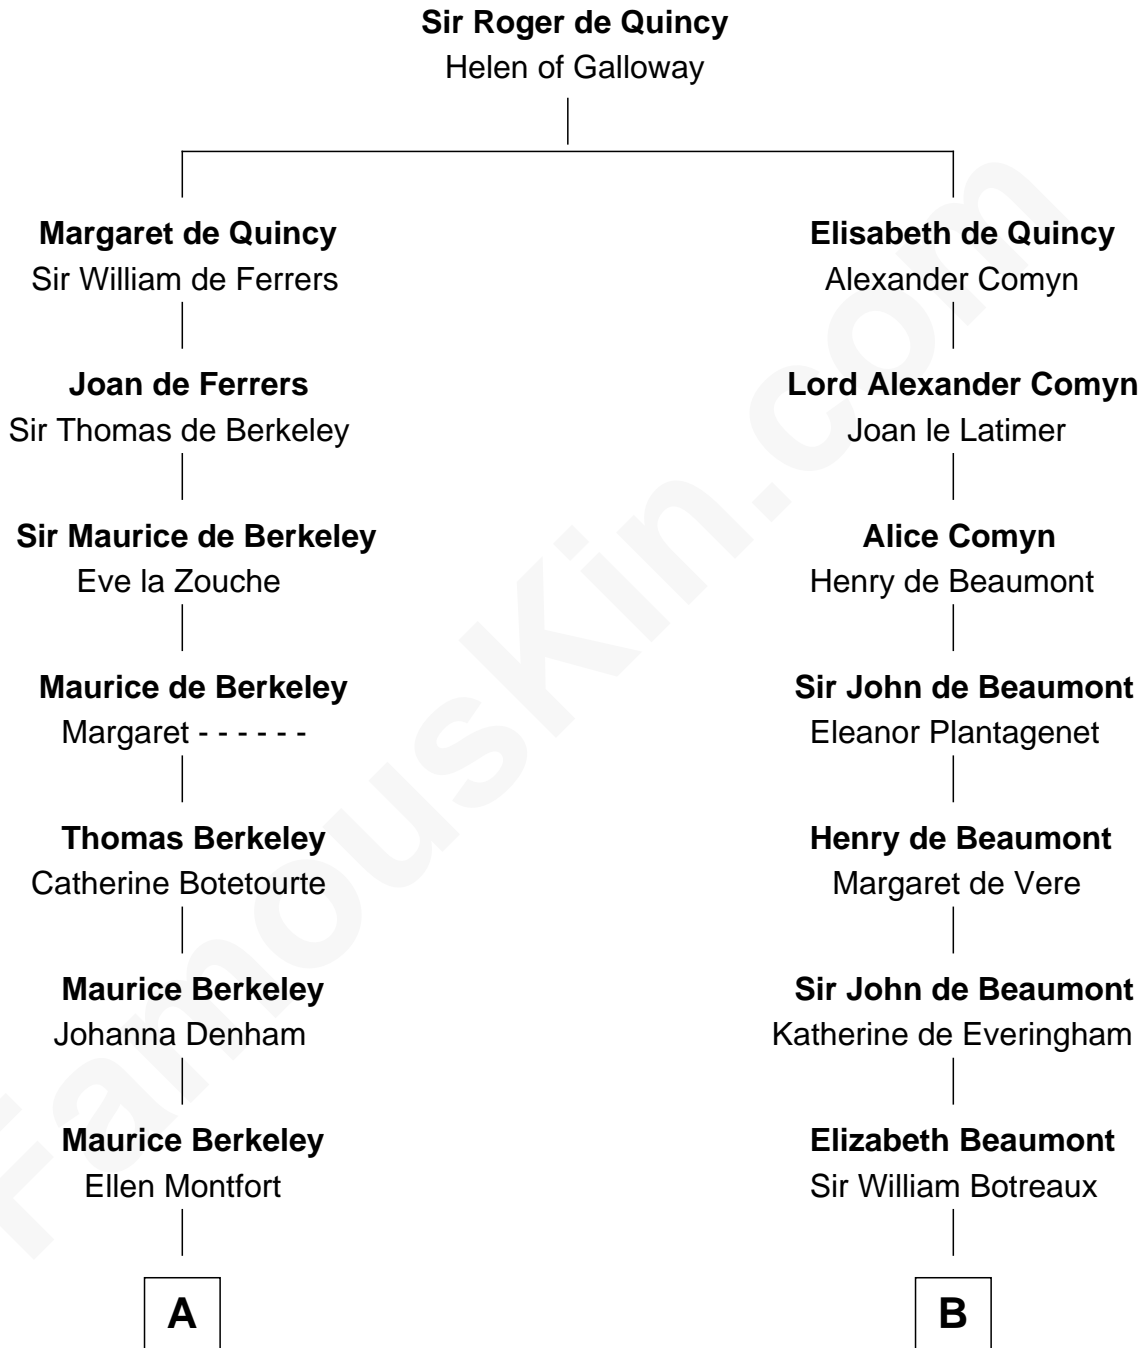 Sir Roger de Quincy
Helen of Galloway
Margaret de Quincy
Sir William de Ferrers
Elisabeth de Quincy
Alexander Comyn
Joan de Ferrers
Sir Thomas de Berkeley
Lord Alexander Comyn
Joan le Latimer
Sir Maurice de Berkeley
Eve la Zouche
Alice Comyn
Henry de Beaumont
Maurice de Berkeley
Margaret - - - - - -
Sir John de Beaumont
Eleanor Plantagenet
Thomas Berkeley
Catherine Botetourte
Henry de Beaumont
Margaret de Vere
Maurice Berkeley
Johanna Denham
Sir John de Beaumont
Katherine de Everingham
Maurice Berkeley
Ellen Montfort
Elizabeth Beaumont
Sir William Botreaux
A
B
FamousKin.com